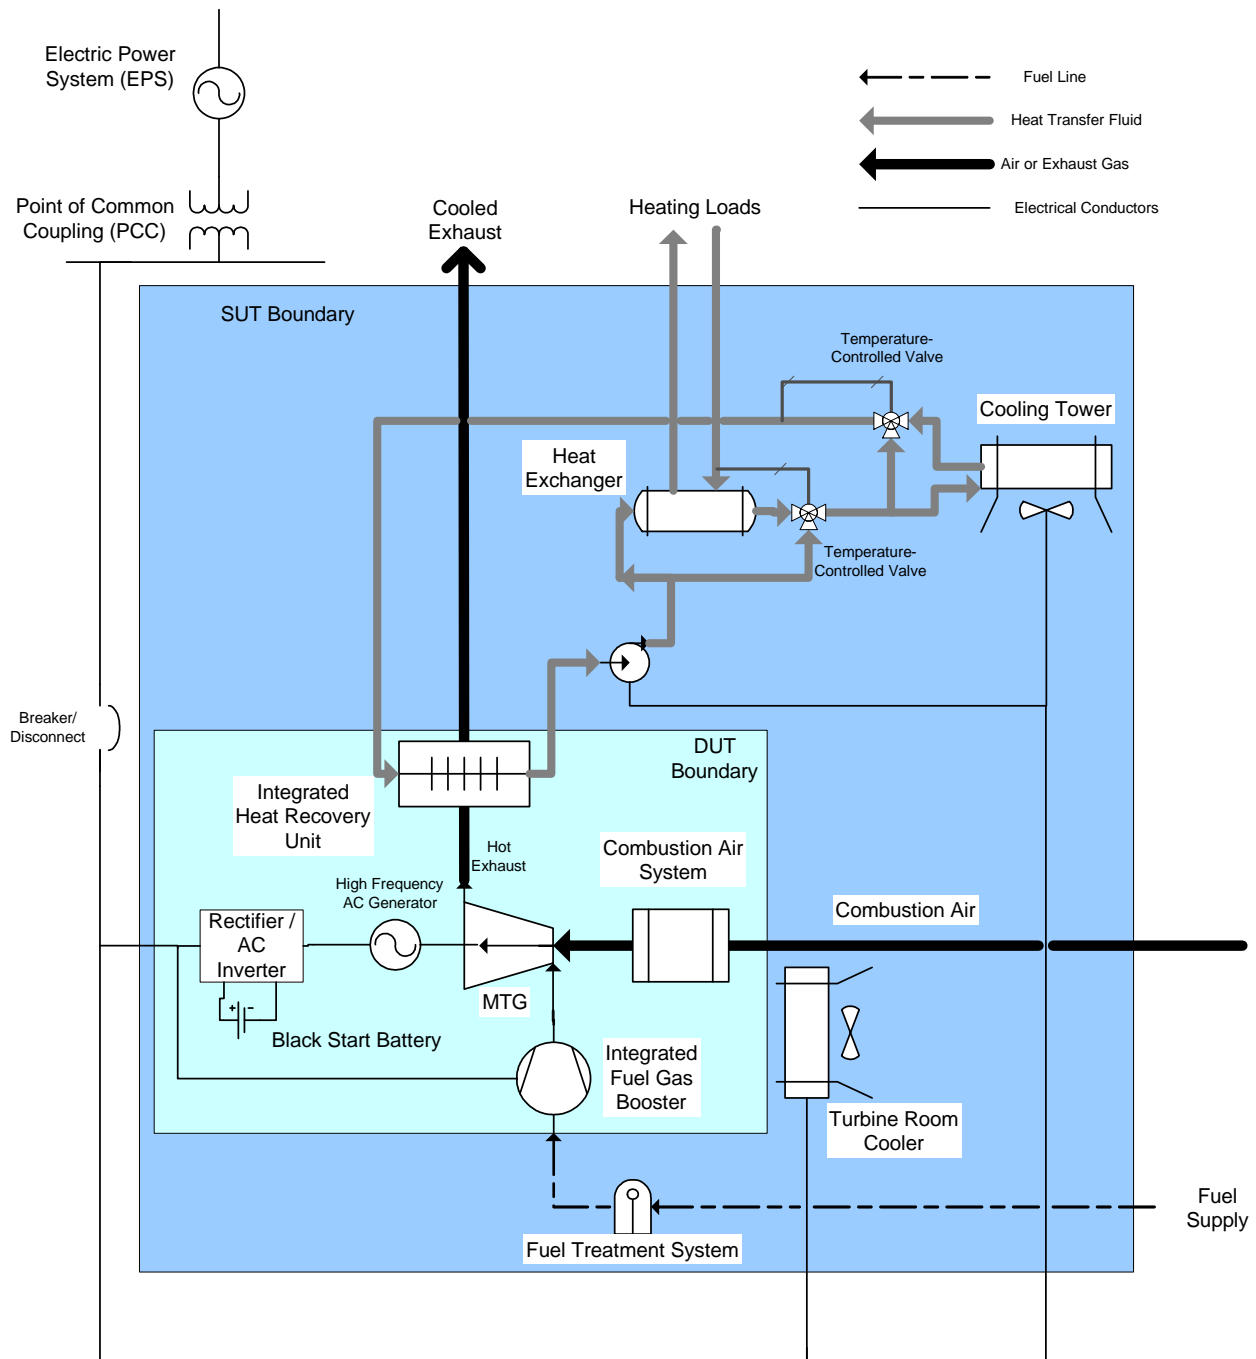 Electric Power
System (EPS)
Fuel Line
Heat Transfer Fluid
Air or Exhaust Gas
Electrical Conductors
Point of Common
Coupling (PCC)
Cooled
Exhaust
Heating Loads
SUT Boundary
Temperature-
Controlled Valve
Cooling Tower
Heat
Exchanger
Temperature-
Controlled Valve
Breaker/
Disconnect
DUT
Boundary
Integrated
Heat Recovery
Unit
Hot
Exhaust
Combustion Air
System
High Frequency
AC Generator
Combustion Air
Rectifier /
AC
Inverter
MTG
+
-
Black Start Battery
Integrated
Fuel Gas
Booster
Turbine Room
Cooler
Fuel
Supply
Fuel Treatment System